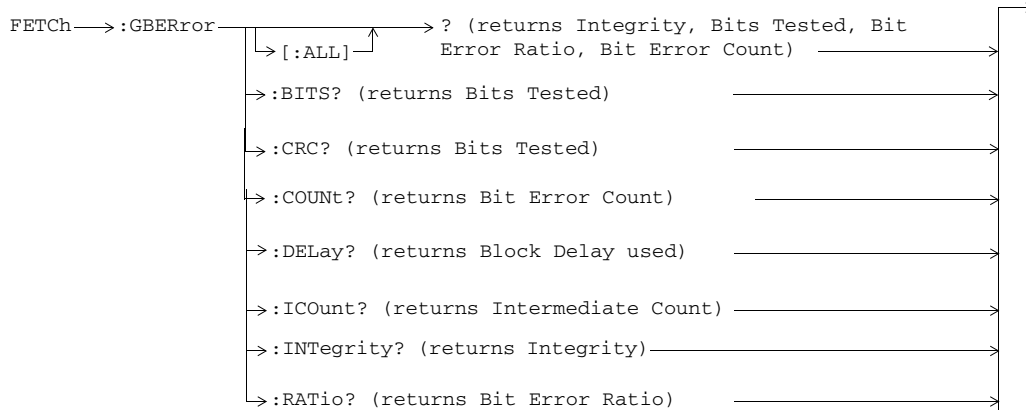 FETCh :GBERror ? (returns Integrity, Bits Tested, Bit
[:ALL] Error Ratio, Bit Error Count)
:BITS? (returns Bits Tested)
:CRC? (returns Bits Tested)
:COUNt? (returns Bit Error Count)
:DELay? (returns Block Delay used)
:ICOunt? (returns Intermediate Count)
:INTegrity? (returns Integrity)
:RATio? (returns Bit Error Ratio)